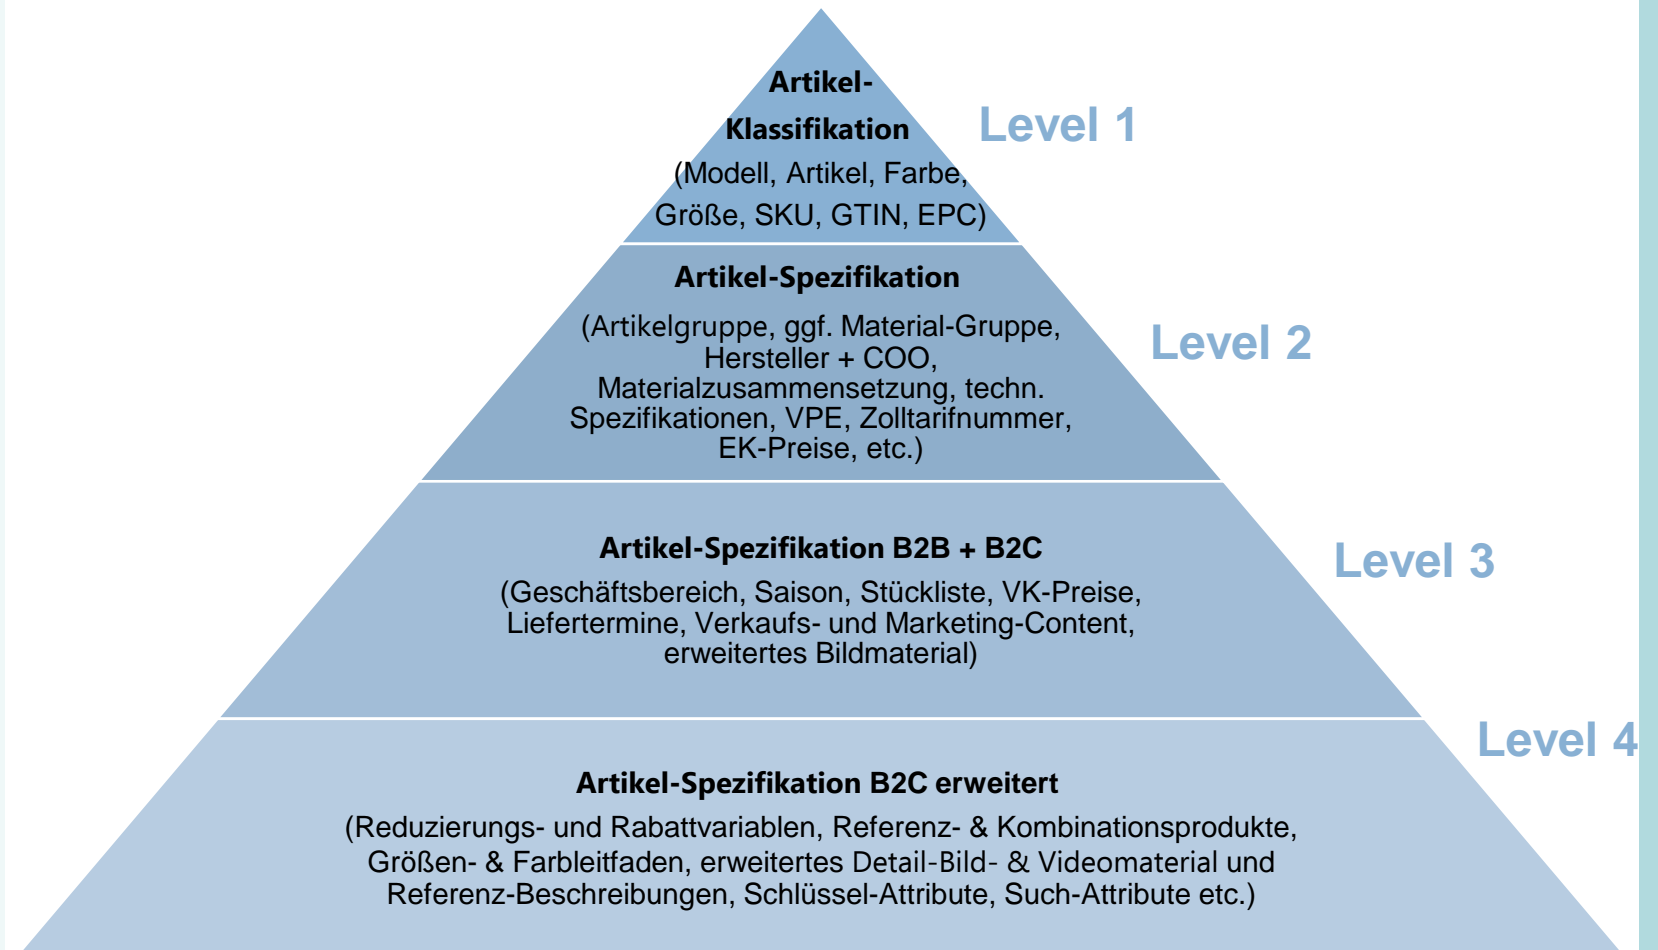 Artikel-
Klassifikation
(Modell, Artikel, Farbe,
Größe, SKU, GTIN, EPC)
Level 1
Artikel-Spezifikation
(Artikelgruppe, ggf. Material-Gruppe,
Hersteller + COO,
Materialzusammensetzung, techn.
Spezifikationen, VPE, Zolltarifnummer,
EK-Preise, etc.)
Level 2
Artikel-Spezifikation B2B + B2C
(Geschäftsbereich, Saison, Stückliste, VK-Preise,
Liefertermine, Verkaufs- und Marketing-Content,
erweitertes Bildmaterial)
Level 3
Artikel-Spezifikation B2C erweitert
(Reduzierungs- und Rabattvariablen, Referenz- & Kombinationsprodukte,
Größen- & Farbleitfaden, erweitertes Detail-Bild- & Videomaterial und
Referenz-Beschreibungen, Schlüssel-Attribute, Such-Attribute etc.)
Level 4